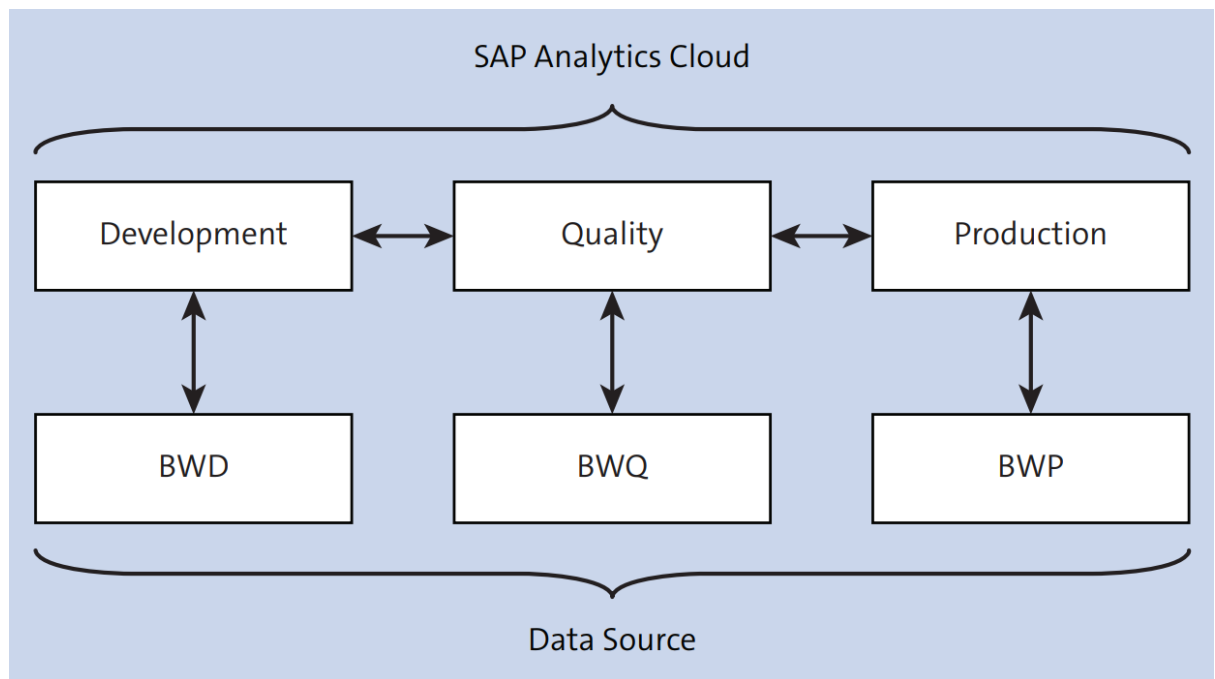 SAP Analytics Cloud
Development
Quality
Production
BWD
BWQ
BWP
Data Source